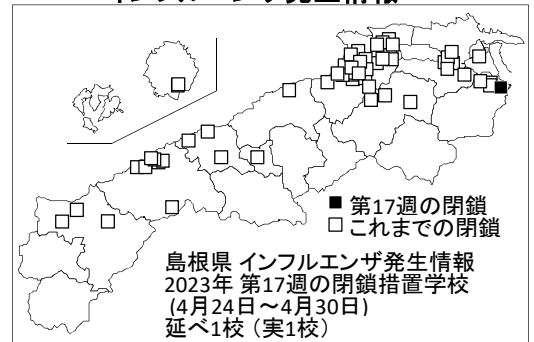 ■ 第17週の閉鎖
□ これまでの閉鎖
島根県 インフルエンザ発生情報
2023年 第17週の閉鎖措置学校
(4月24日～4月30日)
延べ1校 （実1校）